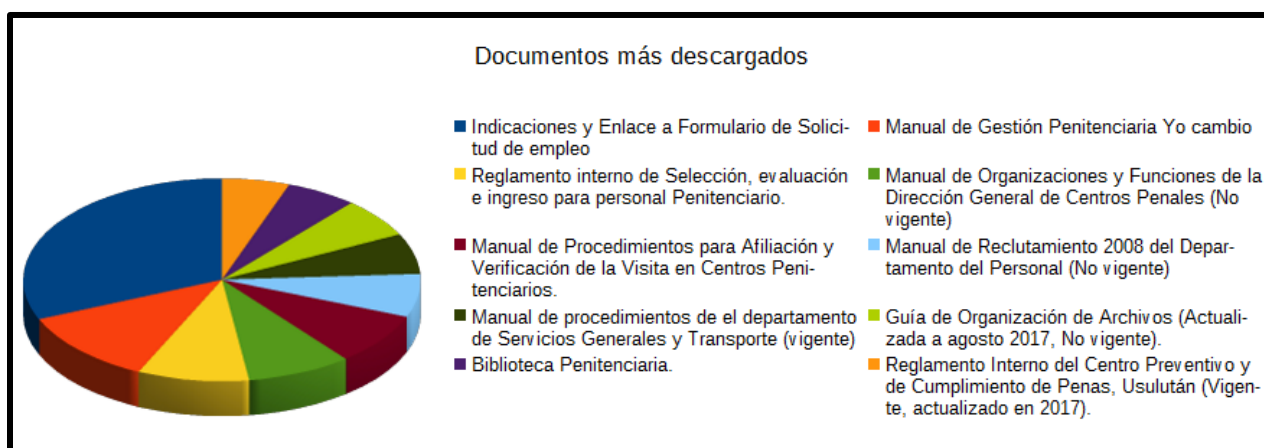 Documentos más descargados
Indicaciones y Enlace a Formulario de Solici-
tud de empleo
Manual de Gestión Penitenciaria Yo cambio
Reglamento interno de Selección, evaluación
e ingreso para personal Penitenciario.
Manual de Organizaciones y Funciones de la
Dirección General de Centros Penales (No
vigente)
Manual de Procedimientos para Afiliación y
Verificación de la Visita en Centros Peni-
tenciarios.
Manual de Reclutamiento 2008 del Depar-
tamento del Personal (No vigente)
Manual de procedimientos de el departamento
de Servicios Generales y Transporte (vigente)
Guía de Organización de Archivos (Actuali-
zada a agosto 2017, No vigente).
Biblioteca Penitenciaria.
Reglamento Interno del Centro Preventivo y
de Cumplimiento de Penas, Usulután (Vigen-
te, actualizado en 2017).